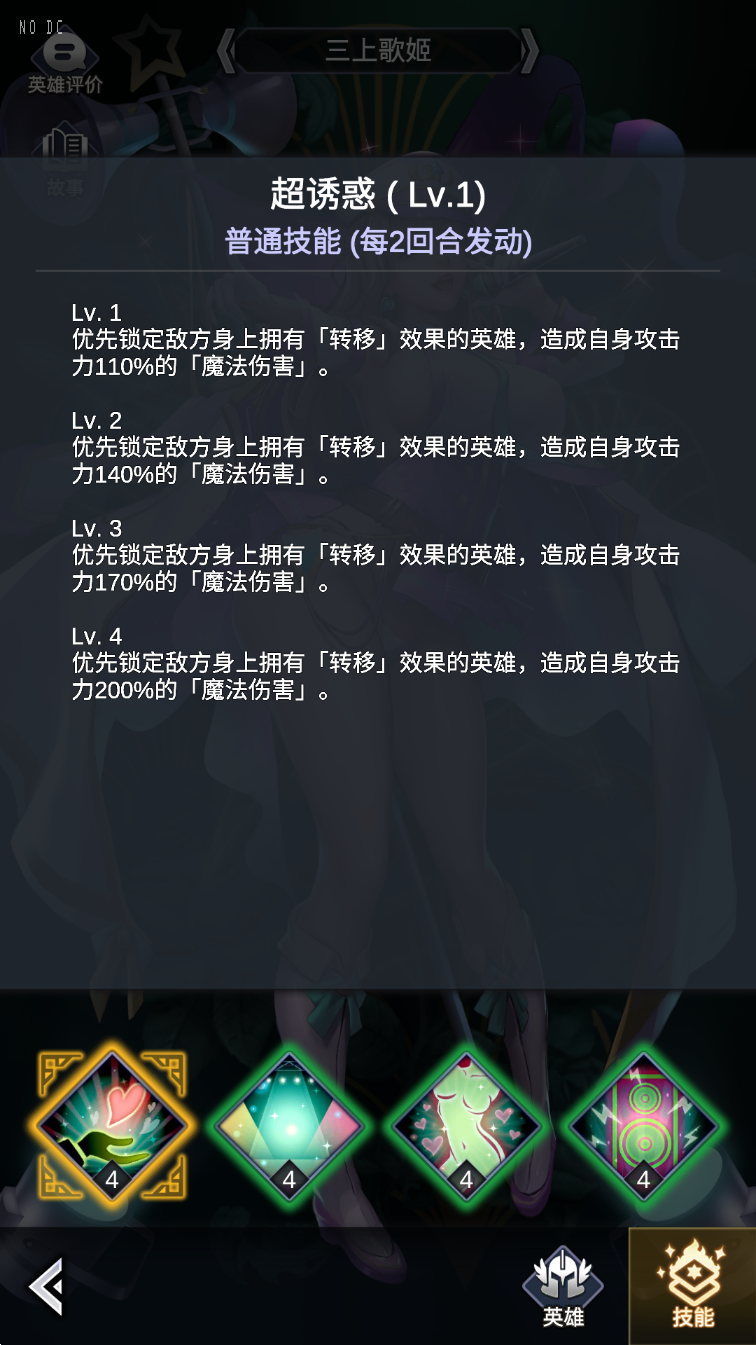 NO DC
三上歌姬
英雄评价
故事
超诱惑 ( Lv.1)
普通技能 (每2回合发动)
Lv. 1
优先锁定敌方身上拥有「转移」效果的英雄，造成自身攻击
力110%的「魔法伤害」。
Lv. 2
优先锁定敌方身上拥有「转移」效果的英雄，造成自身攻击
力140%的「魔法伤害」。
Lv. 3
优先锁定敌方身上拥有「转移」效果的英雄，造成自身攻击
力170%的「魔法伤害」。
Lv. 4
优先锁定敌方身上拥有「转移」效果的英雄，造成自身攻击
力200%的「魔法伤害」。
4
4
4
4
英雄
技能